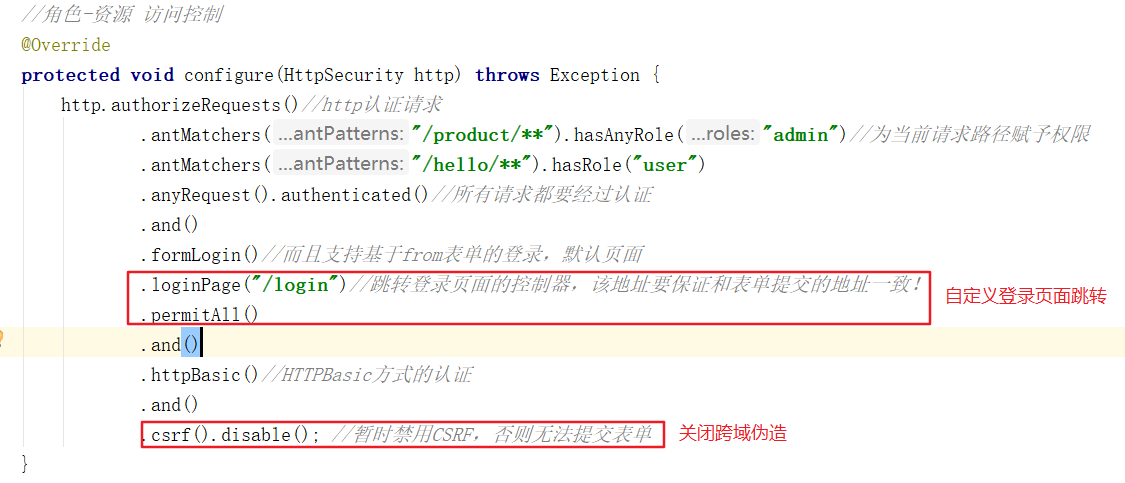 //角色-资源 访问控制
@Override
protected void configure(HttpSecurity http) throws Exception {
http.authorizeRequests()//http认证请求
.antMatchers( ...antPatterns: "/product/**").hasAnyRole( ...roles: "admin")//为当前请求路径赋予权限
.antMatchers( ...antPatterns: "/hello/**").hasRole("user")
.anyRequest().authenticated()//所有请求都要经过认证
.and()
.formLogin()//而且支持基于from表单的登录，默认页面
.loginPage("/login")//跳转登录页面的控制器，该地址要保证和表单提交的地址一致！
自定义登录页面跳转
.permitAll()
.and()
.httpBasic()//HTTPBasic方式的认证
.and()
.csrf().disable(); //暂时禁用CSRF，否则无法提交表单
关闭跨域伪造
}